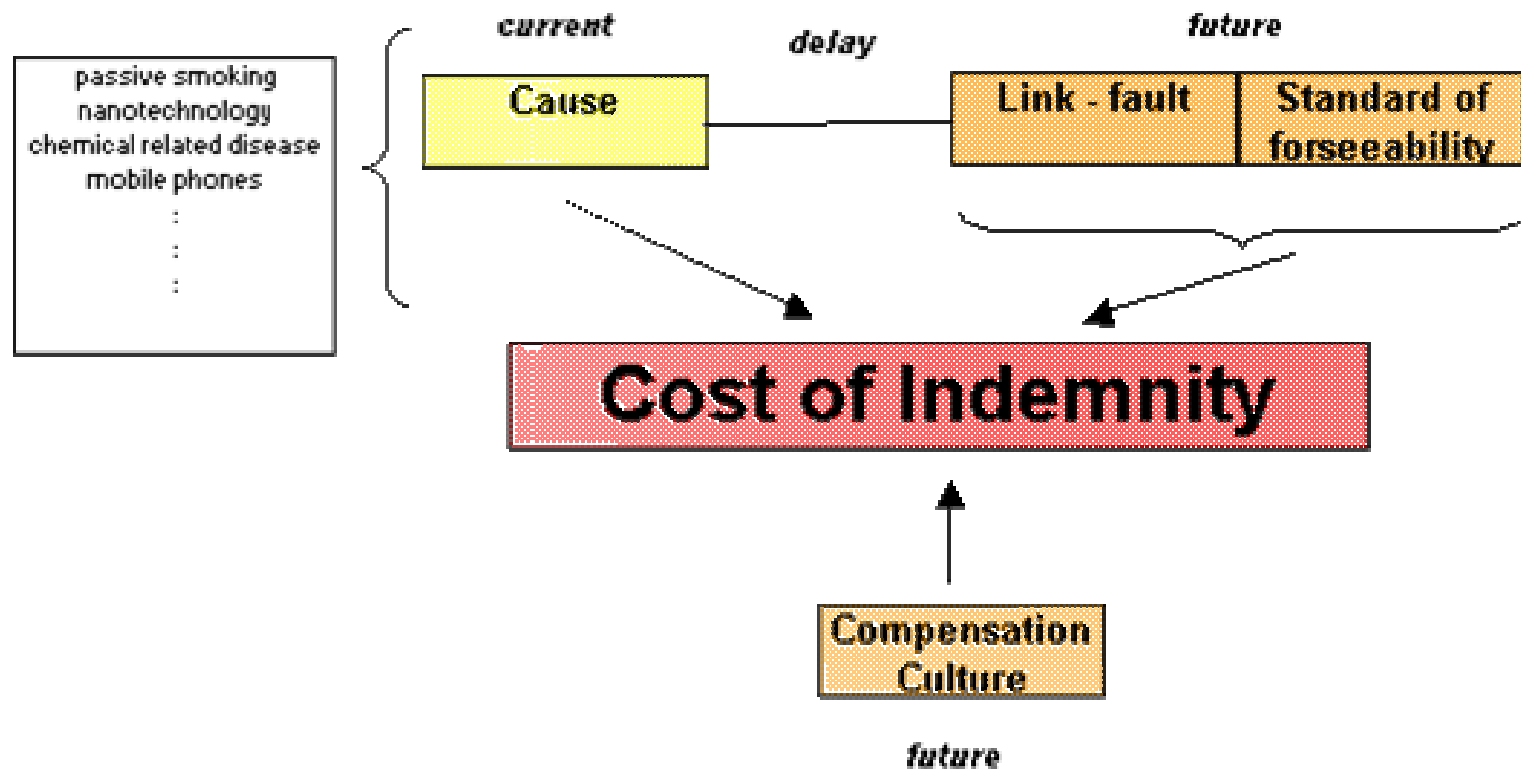 current
delay
future
passive smoking
nanotechnology
chemical related disease
mobile phones
:
:
:
Cause
Link - fault
Standard of
forseeability
Cost of Indemnity
Compensation
Culture
future